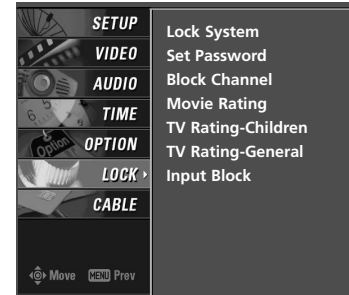 SETUP
VIDEO
AUDIO
TIME
OPTION
LOCK
CABLE
Move MENU Prev
Lock System
Set Password
Block Channel
Movie Rating
TV Rating-Children
TV Rating-General
Input Block